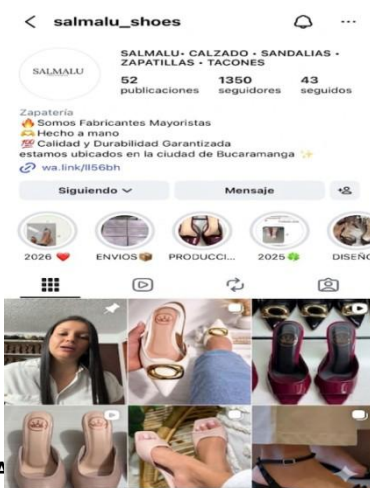 salmalu_shoes
SALMALU
SALMALU• CALZADO • SANDALIAS •
ZAPATILLAS • TACONES
52 1350 43
publicaciones seguidores seguidos
Zapatería
🔥 Somos Fabricantes Mayoristas
🫶 Hecho a mano
💯 Calidad y Durabilidad Garantizada
estamos ubicados en la ciudad de Bucaramanga ✨
wa.link/ll56bh
Siguiendo Mensaje
2026 ❤️ ENVIOS📦 PRODUCCI... 2025🍀 DISEÑO